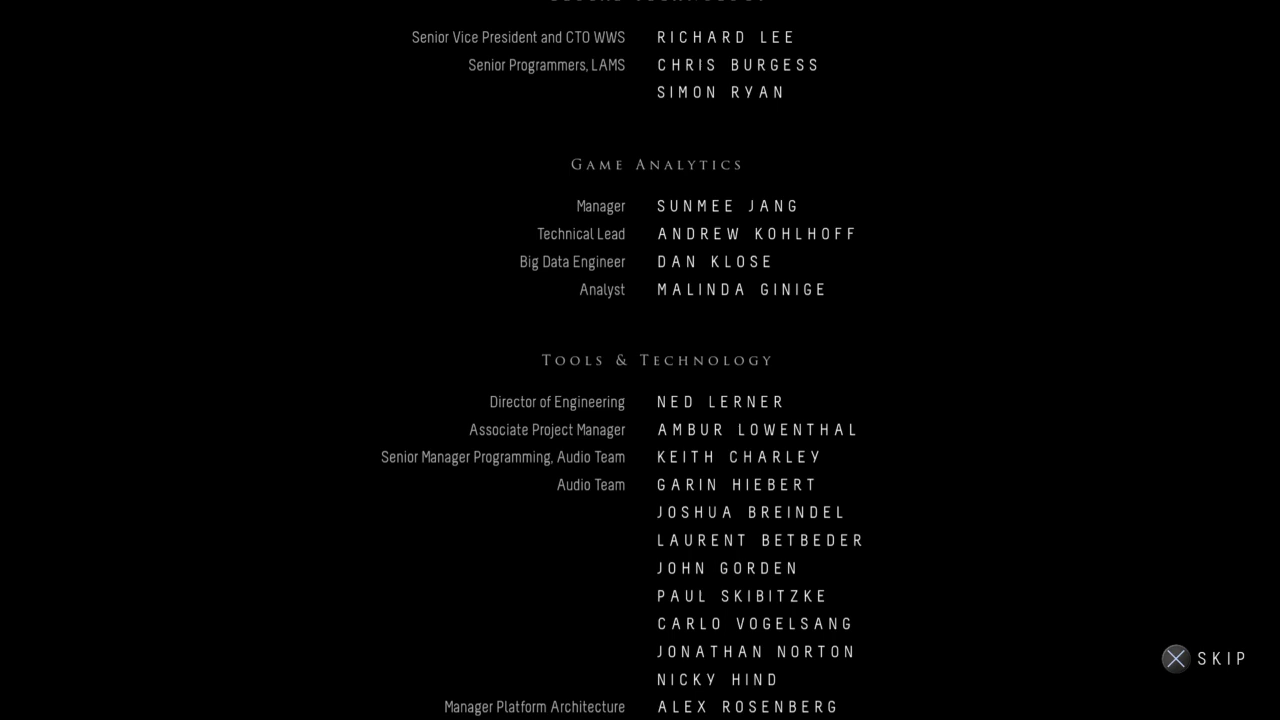 Senior Vice President and CTO WWS RICHARD LEE
Senior Programmers, LAMS CHRIS BURGESS
SIMON RYAN
GAME ANALYTICS
Manager SUNMEE JANG
Technical Lead ANDREW KOHLHOFF
Big Data Engineer DAN KLOSE
Analyst MALINDA GINIGE
TOOLS & TECHNOLOGY
Director of Engineering NED LERNER
Associate Project Manager AMBUR LOWENTHAL
Senior Manager Programming, Audio Team KEITH CHARLEY
Audio Team GARIN HIEBERT
JOSHUA BREINDEL
LAURENT BETBEDER
JOHN GORDEN
PAUL SKIBITZKE
CARLO VOGELSANG
JONATHAN NORTON
SKIP
NICKY HIND
Manager Platform Architecture ALEX ROSENBERG